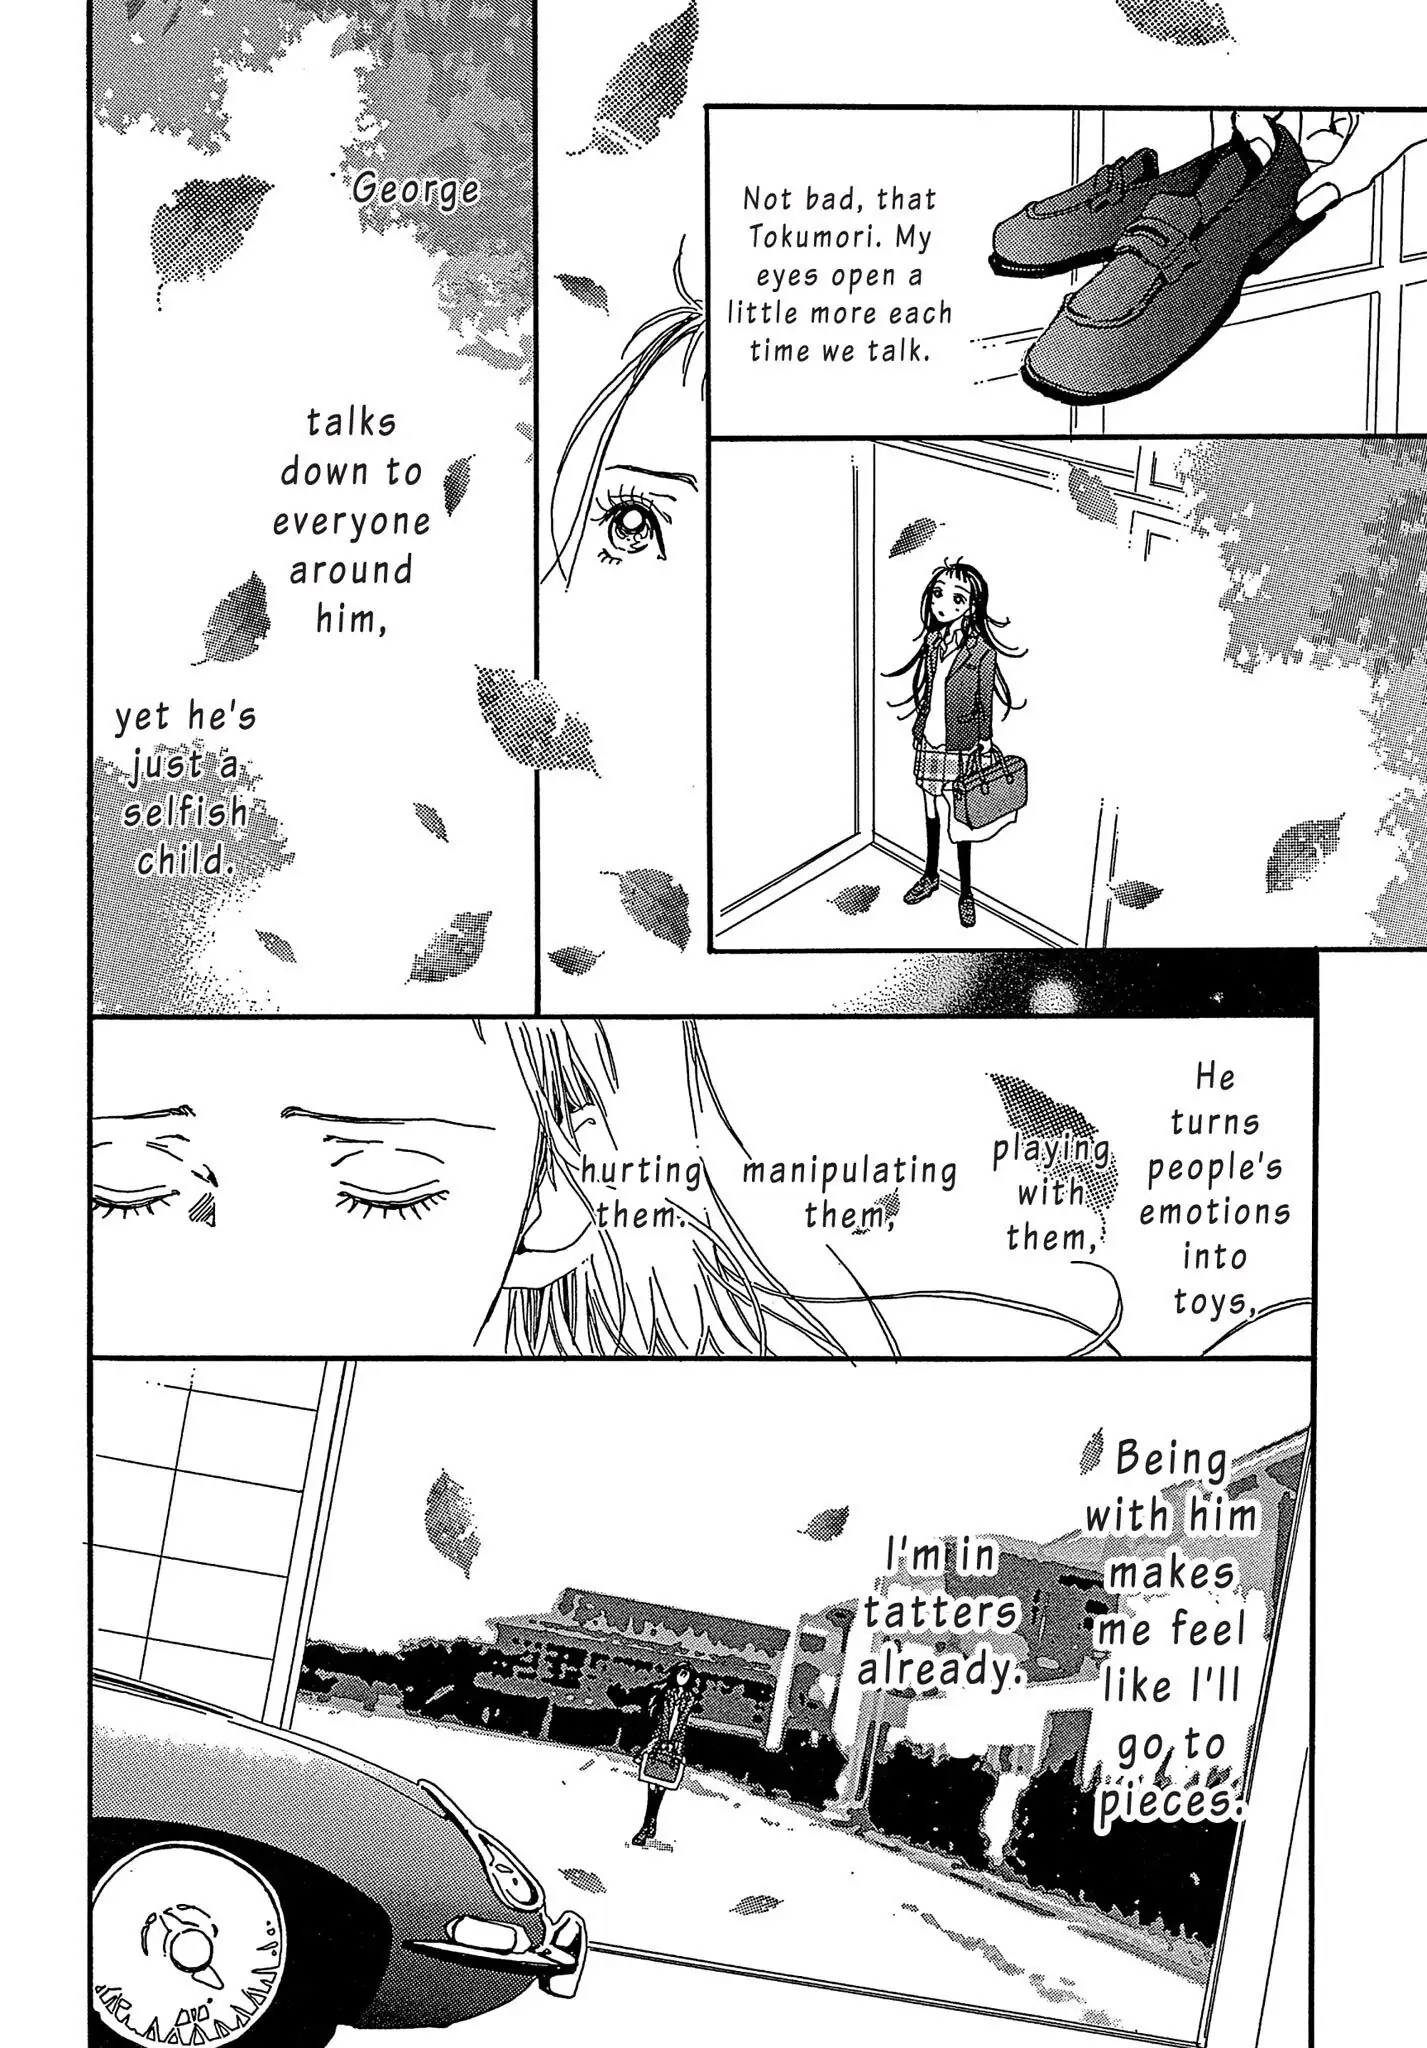 Not bad, that
Tokumori. My
eyes open a
little more each
time we talk.
George
talks
down to
everyone
around
him,
yet he's
just a
selfish
child.
He
turns
people's
emotions
into
toys,
playing
with
them,
manipulating
them,
hurting
them.
Being
with him
makes
me feel
like I'll
go to
pieces.
I'm in
tatters
already.